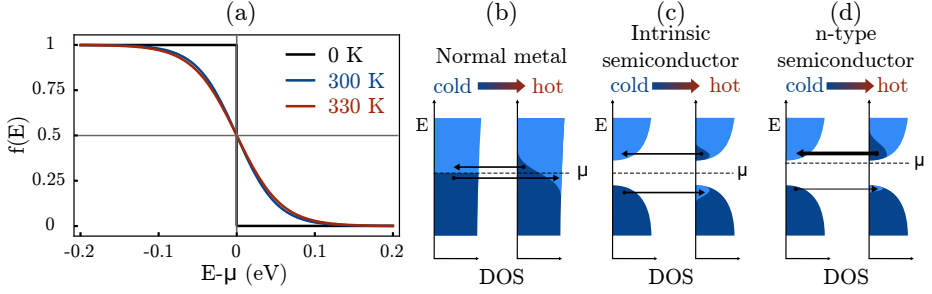 (a)
f(E)
1
0.75
0.5
0.25
0
0 K
300 K
330 K
-0.2
-0.1
0
0.1
0.2
E-μ (eV)
(b)
Normal metal
cold
hot
E
μ
DOS
(c)
Intrinsic
semiconductor
cold
hot
E
μ
DOS
(d)
n-type
semiconductor
cold
hot
E
μ
DOS